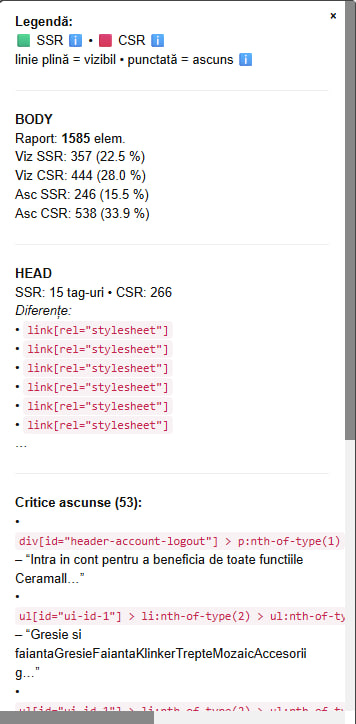 ×
Legendă:
SSR ℹ • CSR ℹ
linie plină = vizibil • punctată = ascuns ℹ
BODY
Raport: 1585 elem.
Viz SSR: 357 (22.5 %)
Viz CSR: 444 (28.0 %)
Asc SSR: 246 (15.5 %)
Asc CSR: 538 (33.9 %)
HEAD
SSR: 15 tag-uri • CSR: 266
Diferențe:
• link[rel="stylesheet"]
• link[rel="stylesheet"]
• link[rel="stylesheet"]
• link[rel="stylesheet"]
• link[rel="stylesheet"]
• link[rel="stylesheet"]
…
Critice ascunse (53):
•
div[id="header-account-logout"] > p:nth-of-type(1)
– “Intra in cont pentru a beneficia de toate functiile
Ceramall…”
•
ul[id="ui-id-1"] > li:nth-of-type(2) > ul:nth-of-ty
– “Gresie si
faiantaGresieFaiantaKlinkerTrepteMozaicAccesorii
g…”
•
ul[id="ui-id-1"] > li:nth-of-type(2) > ul:nth-of-ty